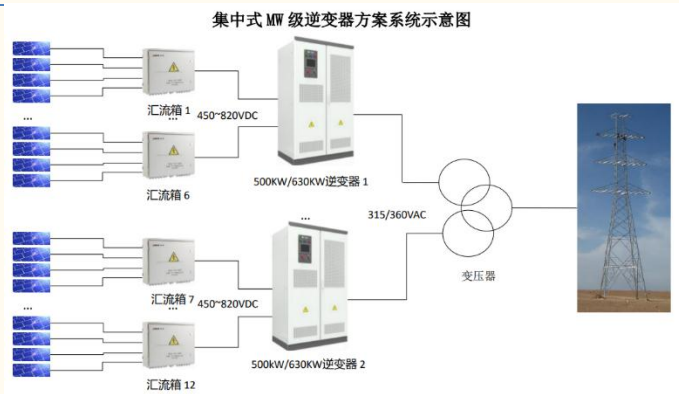 集中式 MW 级逆变器方案系统示意图
汇流箱 1
...
...
450~820VDC
汇流箱 6
500KW/630KW逆变器 1
315/360VAC
...
变压器
汇流箱 7
450~820VDC
...
...
500kW/630KW逆变器 2
汇流箱 12